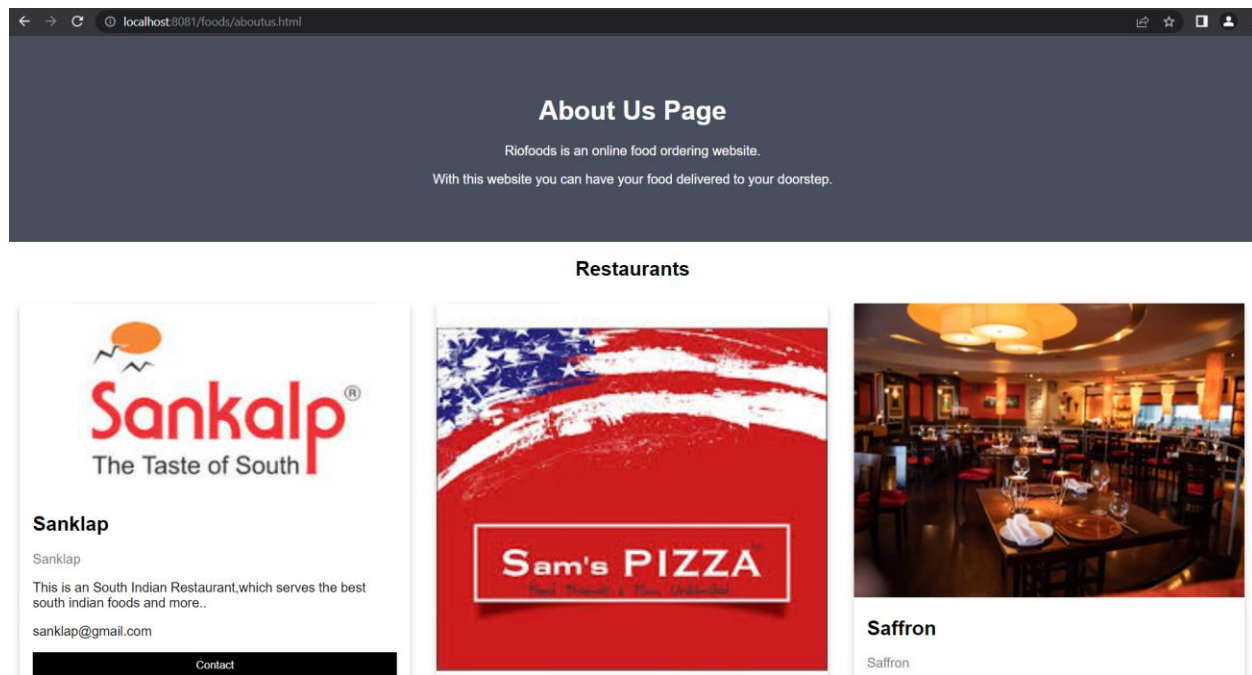 localhost:8081/foods/aboutus.html
About Us Page
Riofoods is an online food ordering website.
With this website you can have your food delivered to your doorstep.
Restaurants
Sankalp®
The Taste of South
Sanklap
Sanklap
This is an South Indian Restaurant,which serves the best
south indian foods and more..
sanklap@gmail.com
Contact
Sam's PIZZA
Saffron
Saffron